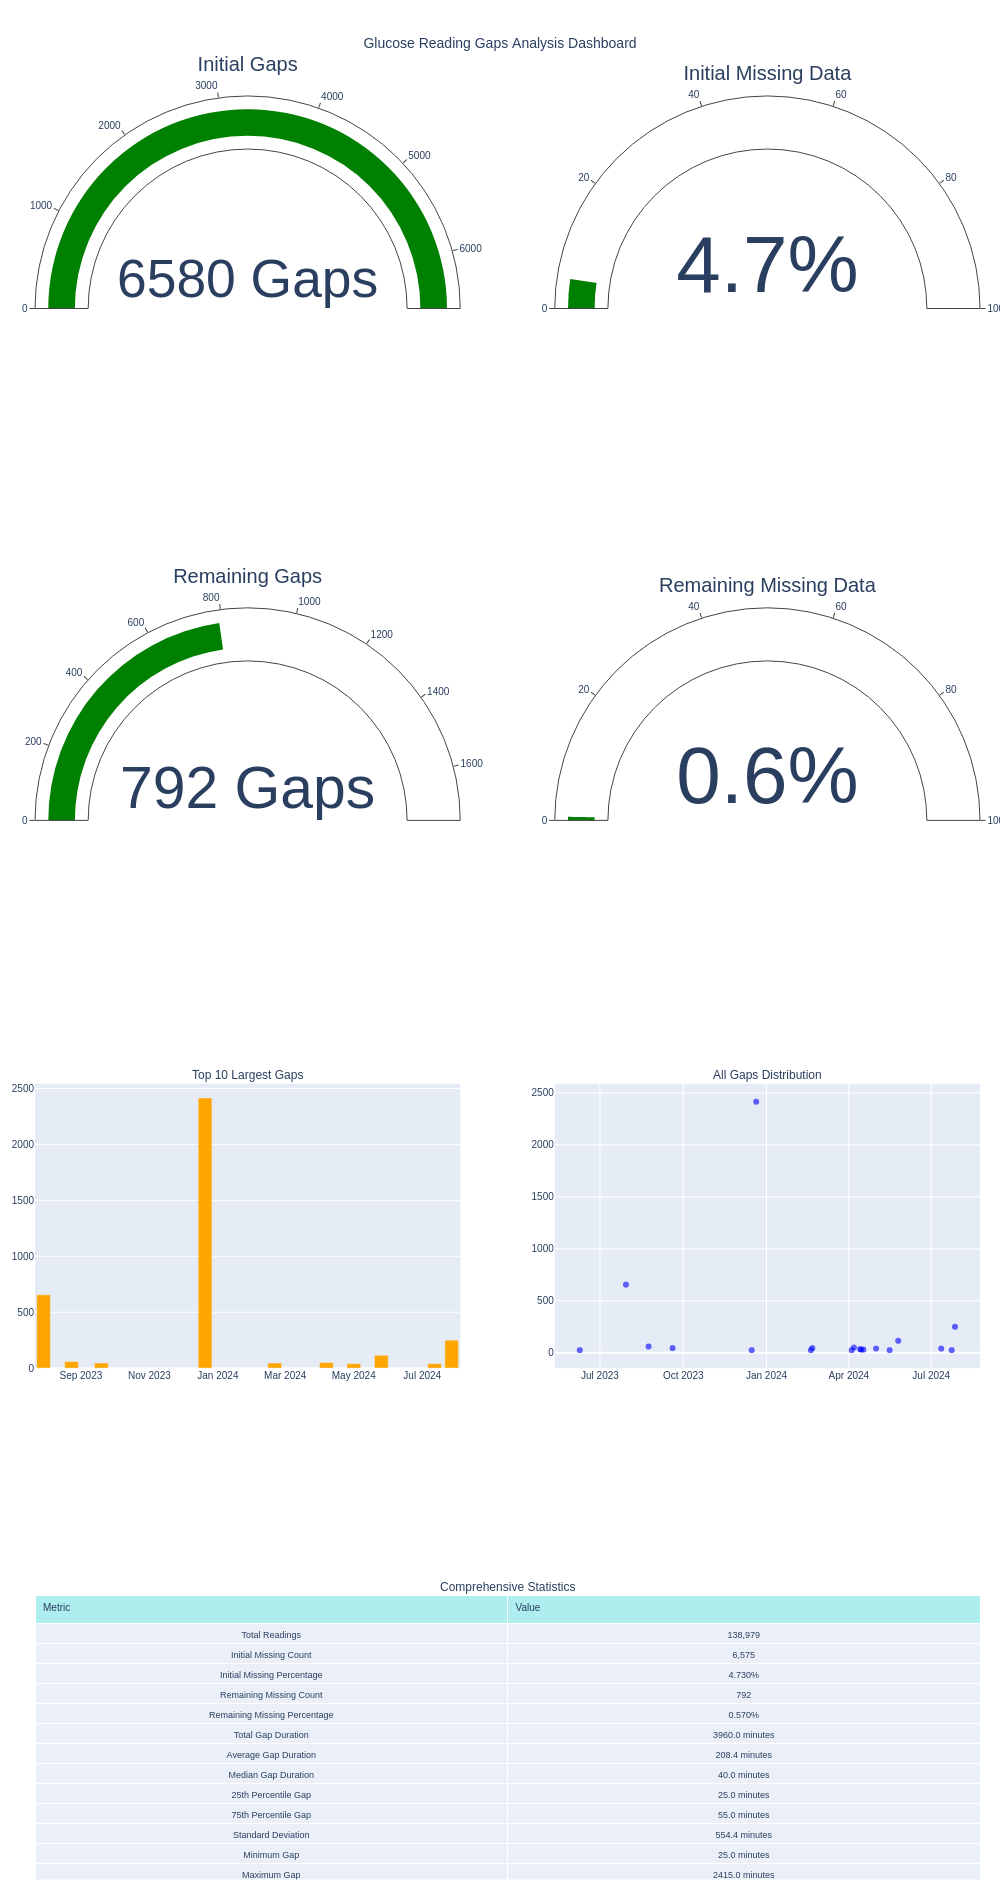 Glucose Reading Gaps Analysis Dashboard
Initial Gaps
0
1000
2000
3000
4000
5000
6000
6580 Gaps
Initial Missing Data
0
20
40
60
80
100
4.7%
Remaining Gaps
0
200
400
600
800
1000
1200
1400
1600
792 Gaps
Remaining Missing Data
0
20
40
60
80
100
0.6%
Top 10 Largest Gaps
2500
2000
1500
1000
500
0
Sep 2023 Nov 2023 Jan 2024 Mar 2024 May 2024 Jul 2024
All Gaps Distribution
2500
2000
1500
1000
500
0
Jul 2023 Oct 2023 Jan 2024 Apr 2024 Jul 2024
Comprehensive Statistics
Metric Value
Total Readings 138,979
Initial Missing Count 6,575
Initial Missing Percentage 4.730%
Remaining Missing Count 792
Remaining Missing Percentage 0.570%
Total Gap Duration 3960.0 minutes
Average Gap Duration 208.4 minutes
Median Gap Duration 40.0 minutes
25th Percentile Gap 25.0 minutes
75th Percentile Gap 55.0 minutes
Standard Deviation 554.4 minutes
Minimum Gap 25.0 minutes
Maximum Gap 2415.0 minutes